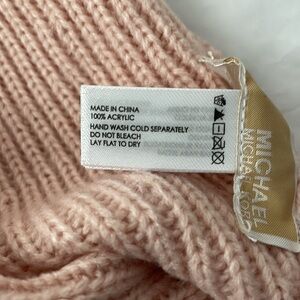 MADE IN CHINA
100% ACRYLIC
HAND WASH COLD SEPARATELY
DO NOT BLEACH
LAY FLAT TO DRY
MICHAEL
MICHAEL KORS